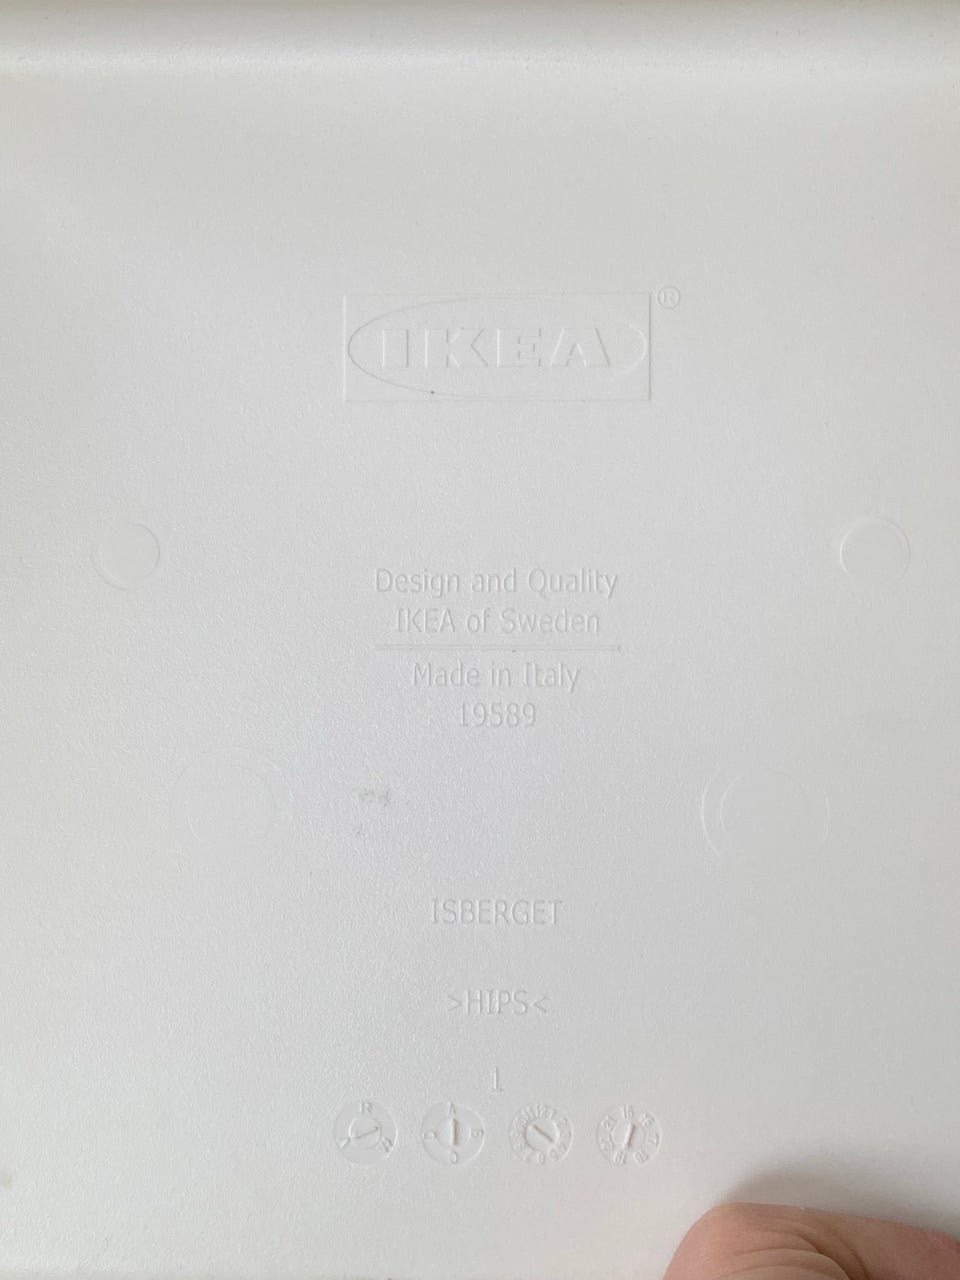 IKEA®
Design and Quality
IKEA of Sweden
Made in Italy
19589
ISBERGET
>HIPS<
1